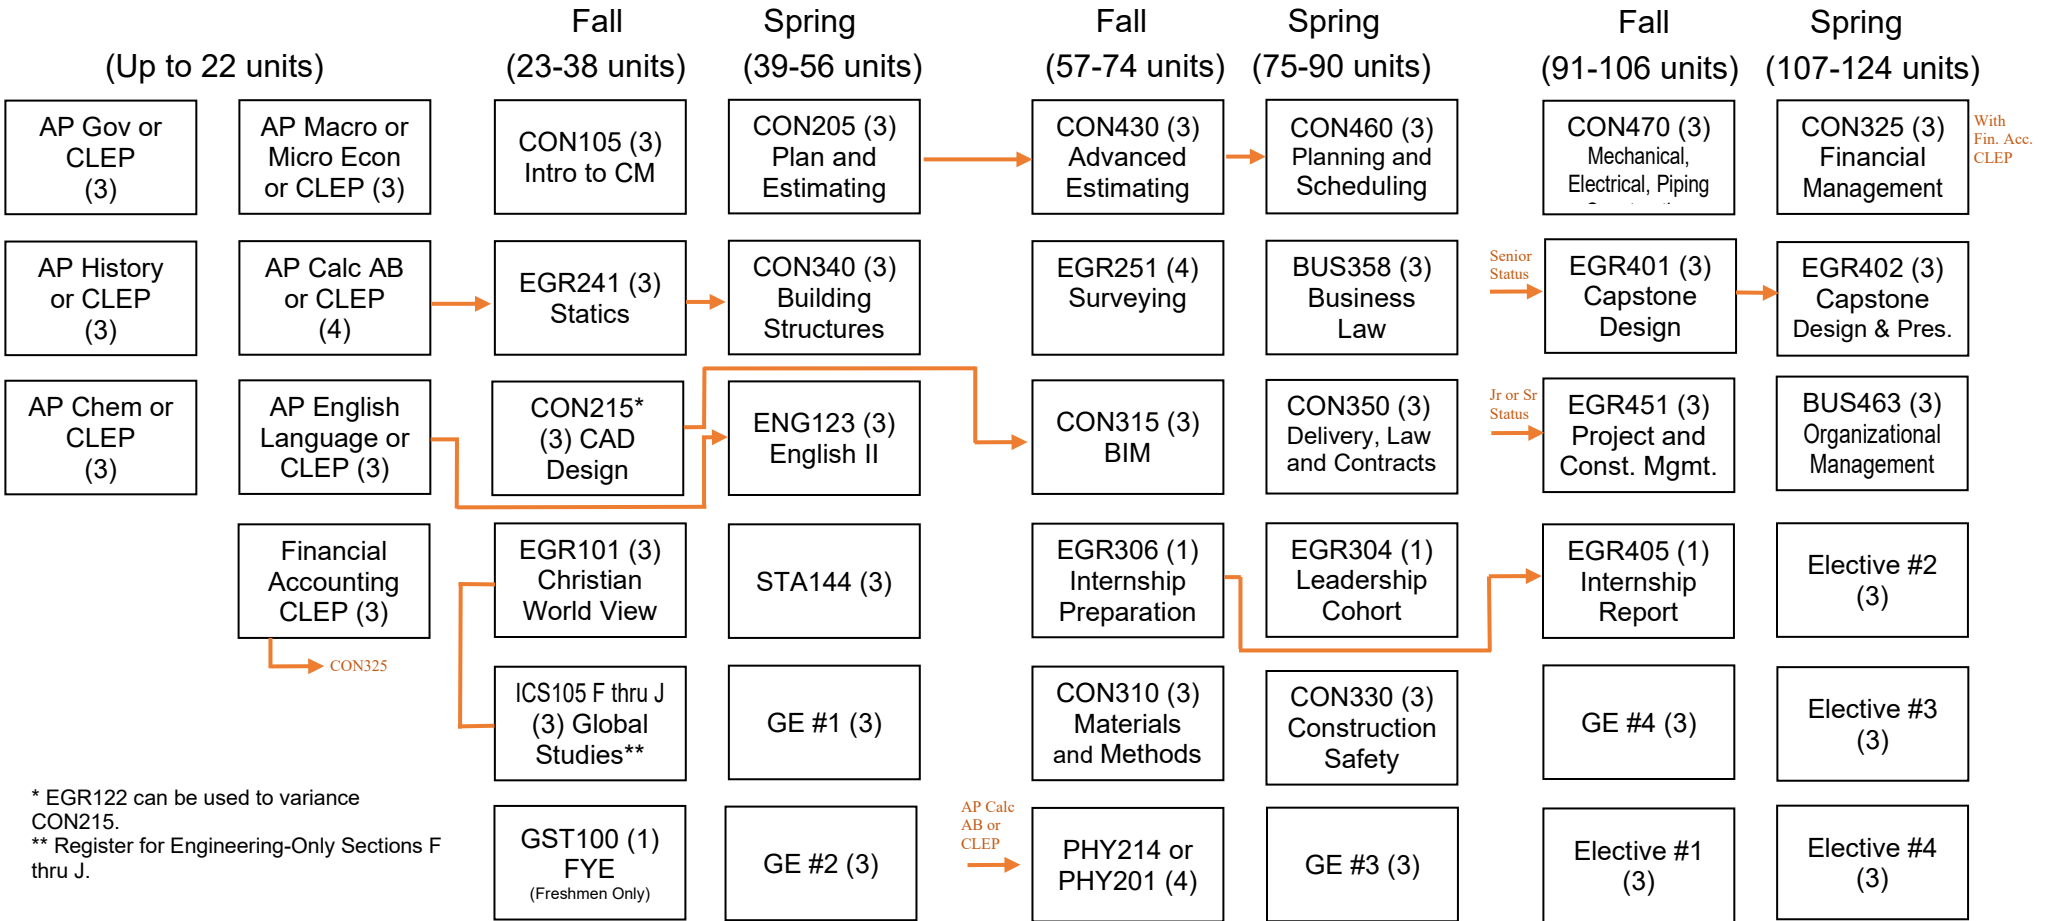 Fall
Spring
Fall
Spring
Fall
Spring
(Up to 22 units)
(23-38 units)
(39-56 units)
(57-74 units)
(75-90 units)
(91-106 units)
(107-124 units)
AP Gov or
CLEP
(3)
AP Macro or
Micro Econ
or CLEP (3)
CON105 (3)
Intro to CM
CON205 (3)
Plan and
Estimating
CON430 (3)
Advanced
Estimating
CON460 (3)
Planning and
Scheduling
CON470 (3)
Mechanical,
Electrical, Piping
CON325 (3)
Financial
Management
With
Fin. Acc.
CLEP
AP History
or CLEP
(3)
AP Calc AB
or CLEP
(4)
EGR241 (3)
Statics
CON340 (3)
Building
Structures
EGR251 (4)
Surveying
BUS358 (3)
Business
Law
Senior
Status
EGR401 (3)
Capstone
Design
EGR402 (3)
Capstone
Design & Pres.
AP Chem or
CLEP
(3)
AP English
Language or
CLEP (3)
CON215*
(3) CAD
Design
ENG123 (3)
English II
CON315 (3)
BIM
CON350 (3)
Delivery, Law
and Contracts
Jr or Sr
Status
EGR451 (3)
Project and
Const. Mgmt.
BUS463 (3)
Organizational
Management
Financial
Accounting
CLEP (3)
CON325
EGR101 (3)
Christian
World View
STA144 (3)
EGR306 (1)
Internship
Preparation
EGR304 (1)
Leadership
Cohort
EGR405 (1)
Internship
Report
Elective #2
(3)
ICS105 F thru J
(3) Global
Studies**
GE #1 (3)
CON310 (3)
Materials
and Methods
CON330 (3)
Construction
Safety
GE #4 (3)
Elective #3
(3)
* EGR122 can be used to variance
CON215.
** Register for Engineering-Only Sections F
thru J.
GST100 (1)
FYE
(Freshmen Only)
GE #2 (3)
AP Calc
AB or
CLEP
PHY214 or
PHY201 (4)
GE #3 (3)
Elective #1
(3)
Elective #4
(3)